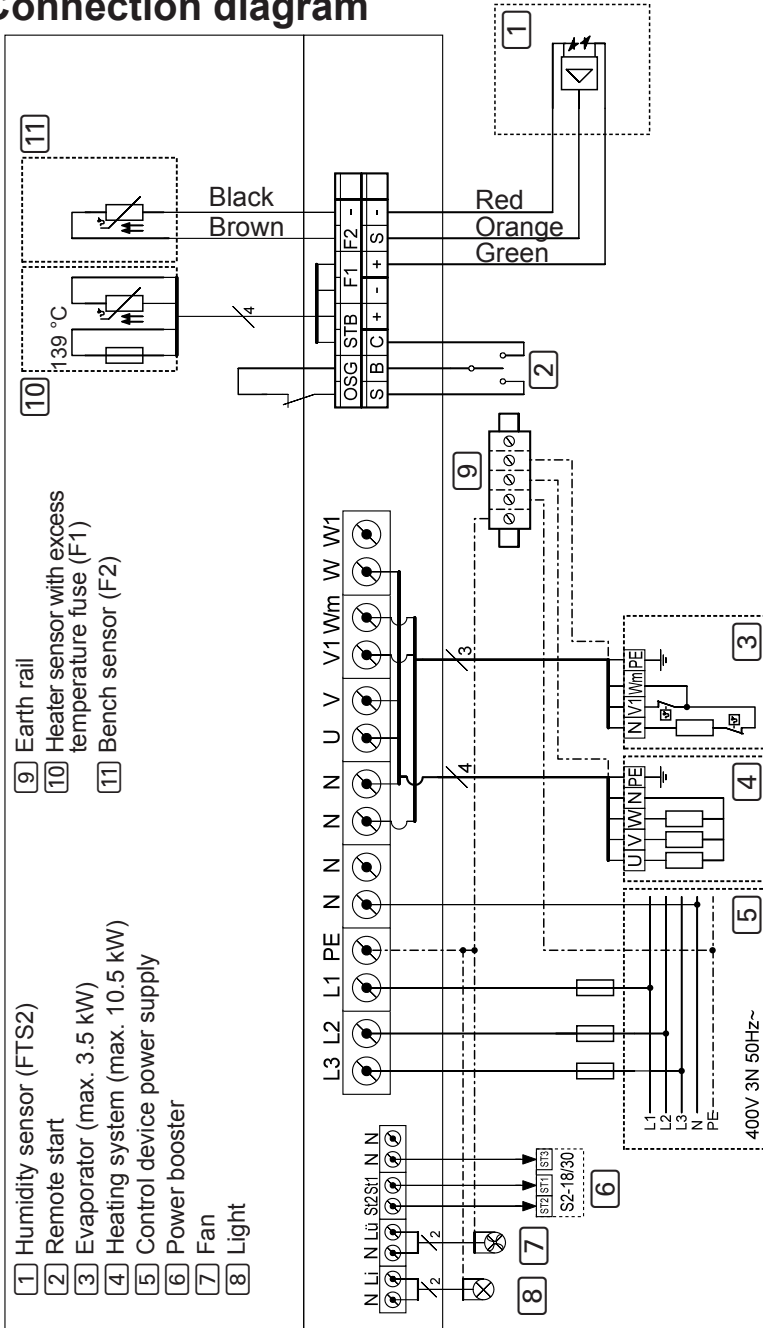 Connection diagram
1 Humidity sensor (FTS2)
2 Remote start
3 Evaporator (max. 3.5 kW)
4 Heating system (max. 10.5 kW)
5 Control device power supply
6 Power booster
7 Fan
8 Light
9 Earth rail
10 Heater sensor with excess
temperature fuse (F1)
11 Bench sensor (F2)
10
139 °C
11
4
Black
Brown
OSG STB F1 F2 -
S B C + - + S -
Red
Orange
Green
1
2
N Li N Lü St2 St1 N N
L3 L2 L1 PE N N N N U V V1 Wm W W1
2
2
4
3
9
8
7
ST2 ST1 ST3
S2-18/30
6
L1
L2
L3
N
PE
400V 3N 50Hz~
5
U V W N PE
4
N V1 Wm PE
3